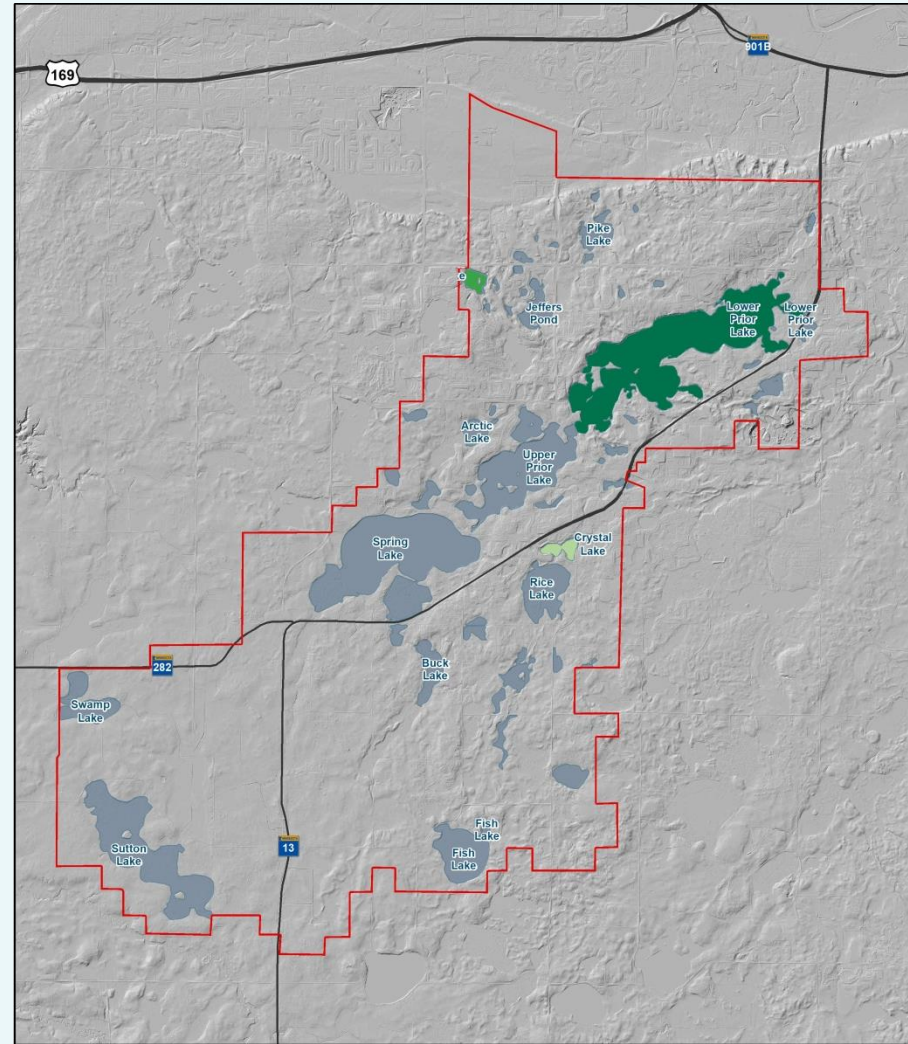 901B
169
Pike
Lake
e
Jeffers
Pond
Lower
Prior
Lake
Lower
Prior
Lake
Arctic
Lake
Upper
Prior
Lake
Spring
Lake
Crystal
Lake
Rice
Lake
Buck
Lake
282
Swamp
Lake
Sutton
Lake
13
Fish
Lake
Fish
Lake